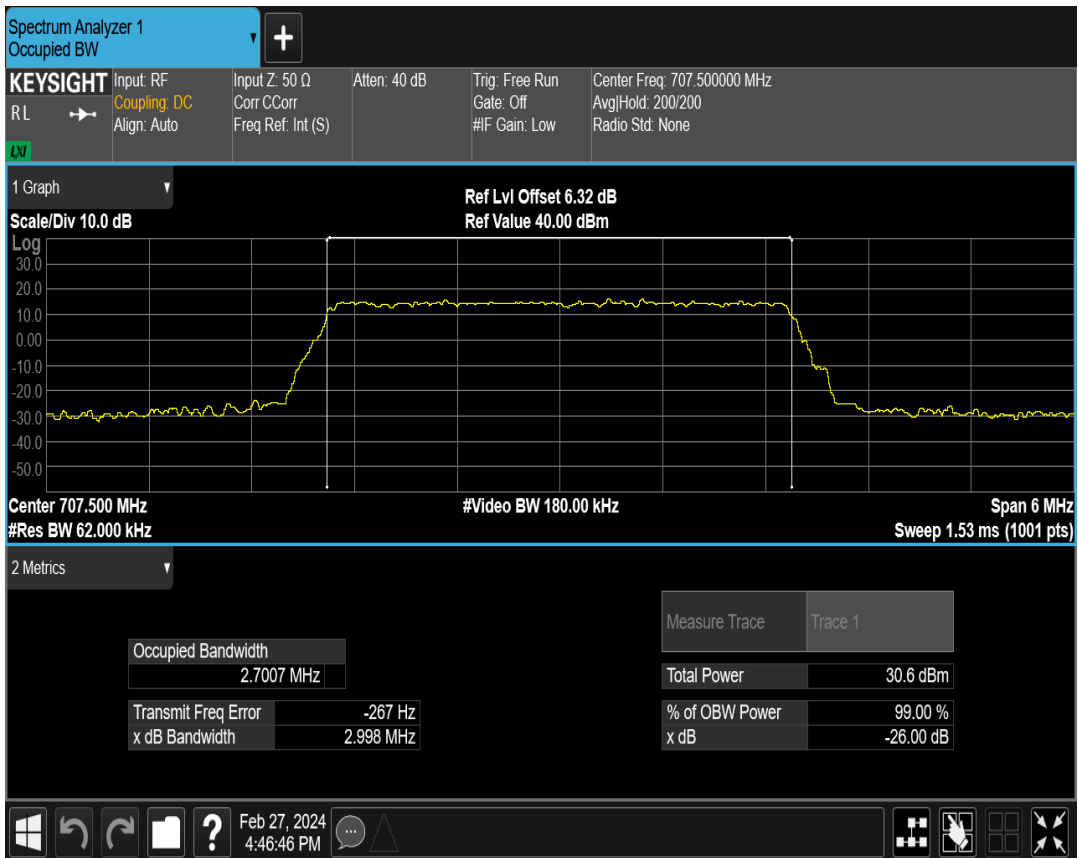 Spectrum Analyzer 1
Occupied BW
KEYSIGHT
RL
LXI
Input: RF
Coupling: DC
Align: Auto
Input Z: 50 Ω
Corr CCorr
Freq Ref: Int (S)
Atten: 40 dB
Trig: Free Run
Gate: Off
#IF Gain: Low
Center Freq: 707.500000 MHz
Avg|Hold: 200/200
Radio Std: None
1 Graph
Scale/Div 10.0 dB
Ref Lvl Offset 6.32 dB
Ref Value 40.00 dBm
Log
30.0
20.0
10.0
0.00
-10.0
-20.0
-30.0
-40.0
-50.0
Center 707.500 MHz
#Video BW 180.00 kHz
Span 6 MHz
#Res BW 62.000 kHz
Sweep 1.53 ms (1001 pts)
2 Metrics
Measure Trace Trace 1
Occupied Bandwidth
2.7007 MHz
Total Power 30.6 dBm
Transmit Freq Error -267 Hz
% of OBW Power 99.00 %
x dB Bandwidth 2.998 MHz
x dB -26.00 dB
?
Feb 27, 2024
4:46:46 PM